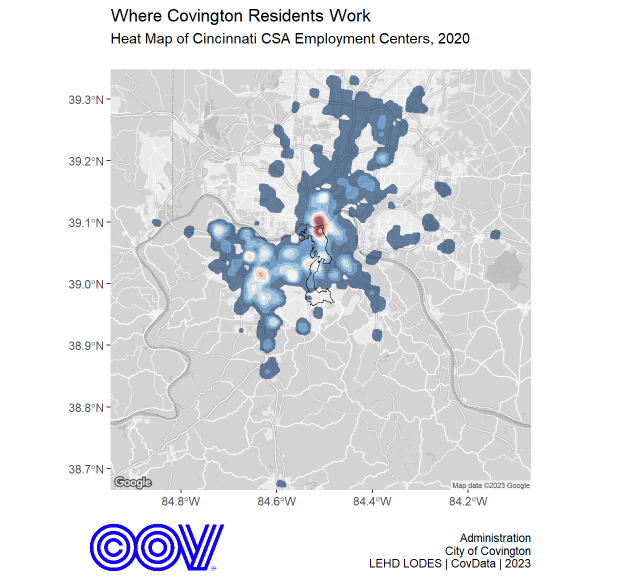 Where Covington Residents Work
Heat Map of Cincinnati CSA Employment Centers, 2020
39.3°N
39.2°N
39.1°N
39.0°N
38.9°N
38.8°N
38.7°N
Google
Map data ©2023 Google
84.8°W 84.6°W 84.4°W 84.2°W
COV
Administration
City of Covington
LEHD LODES | CovData | 2023